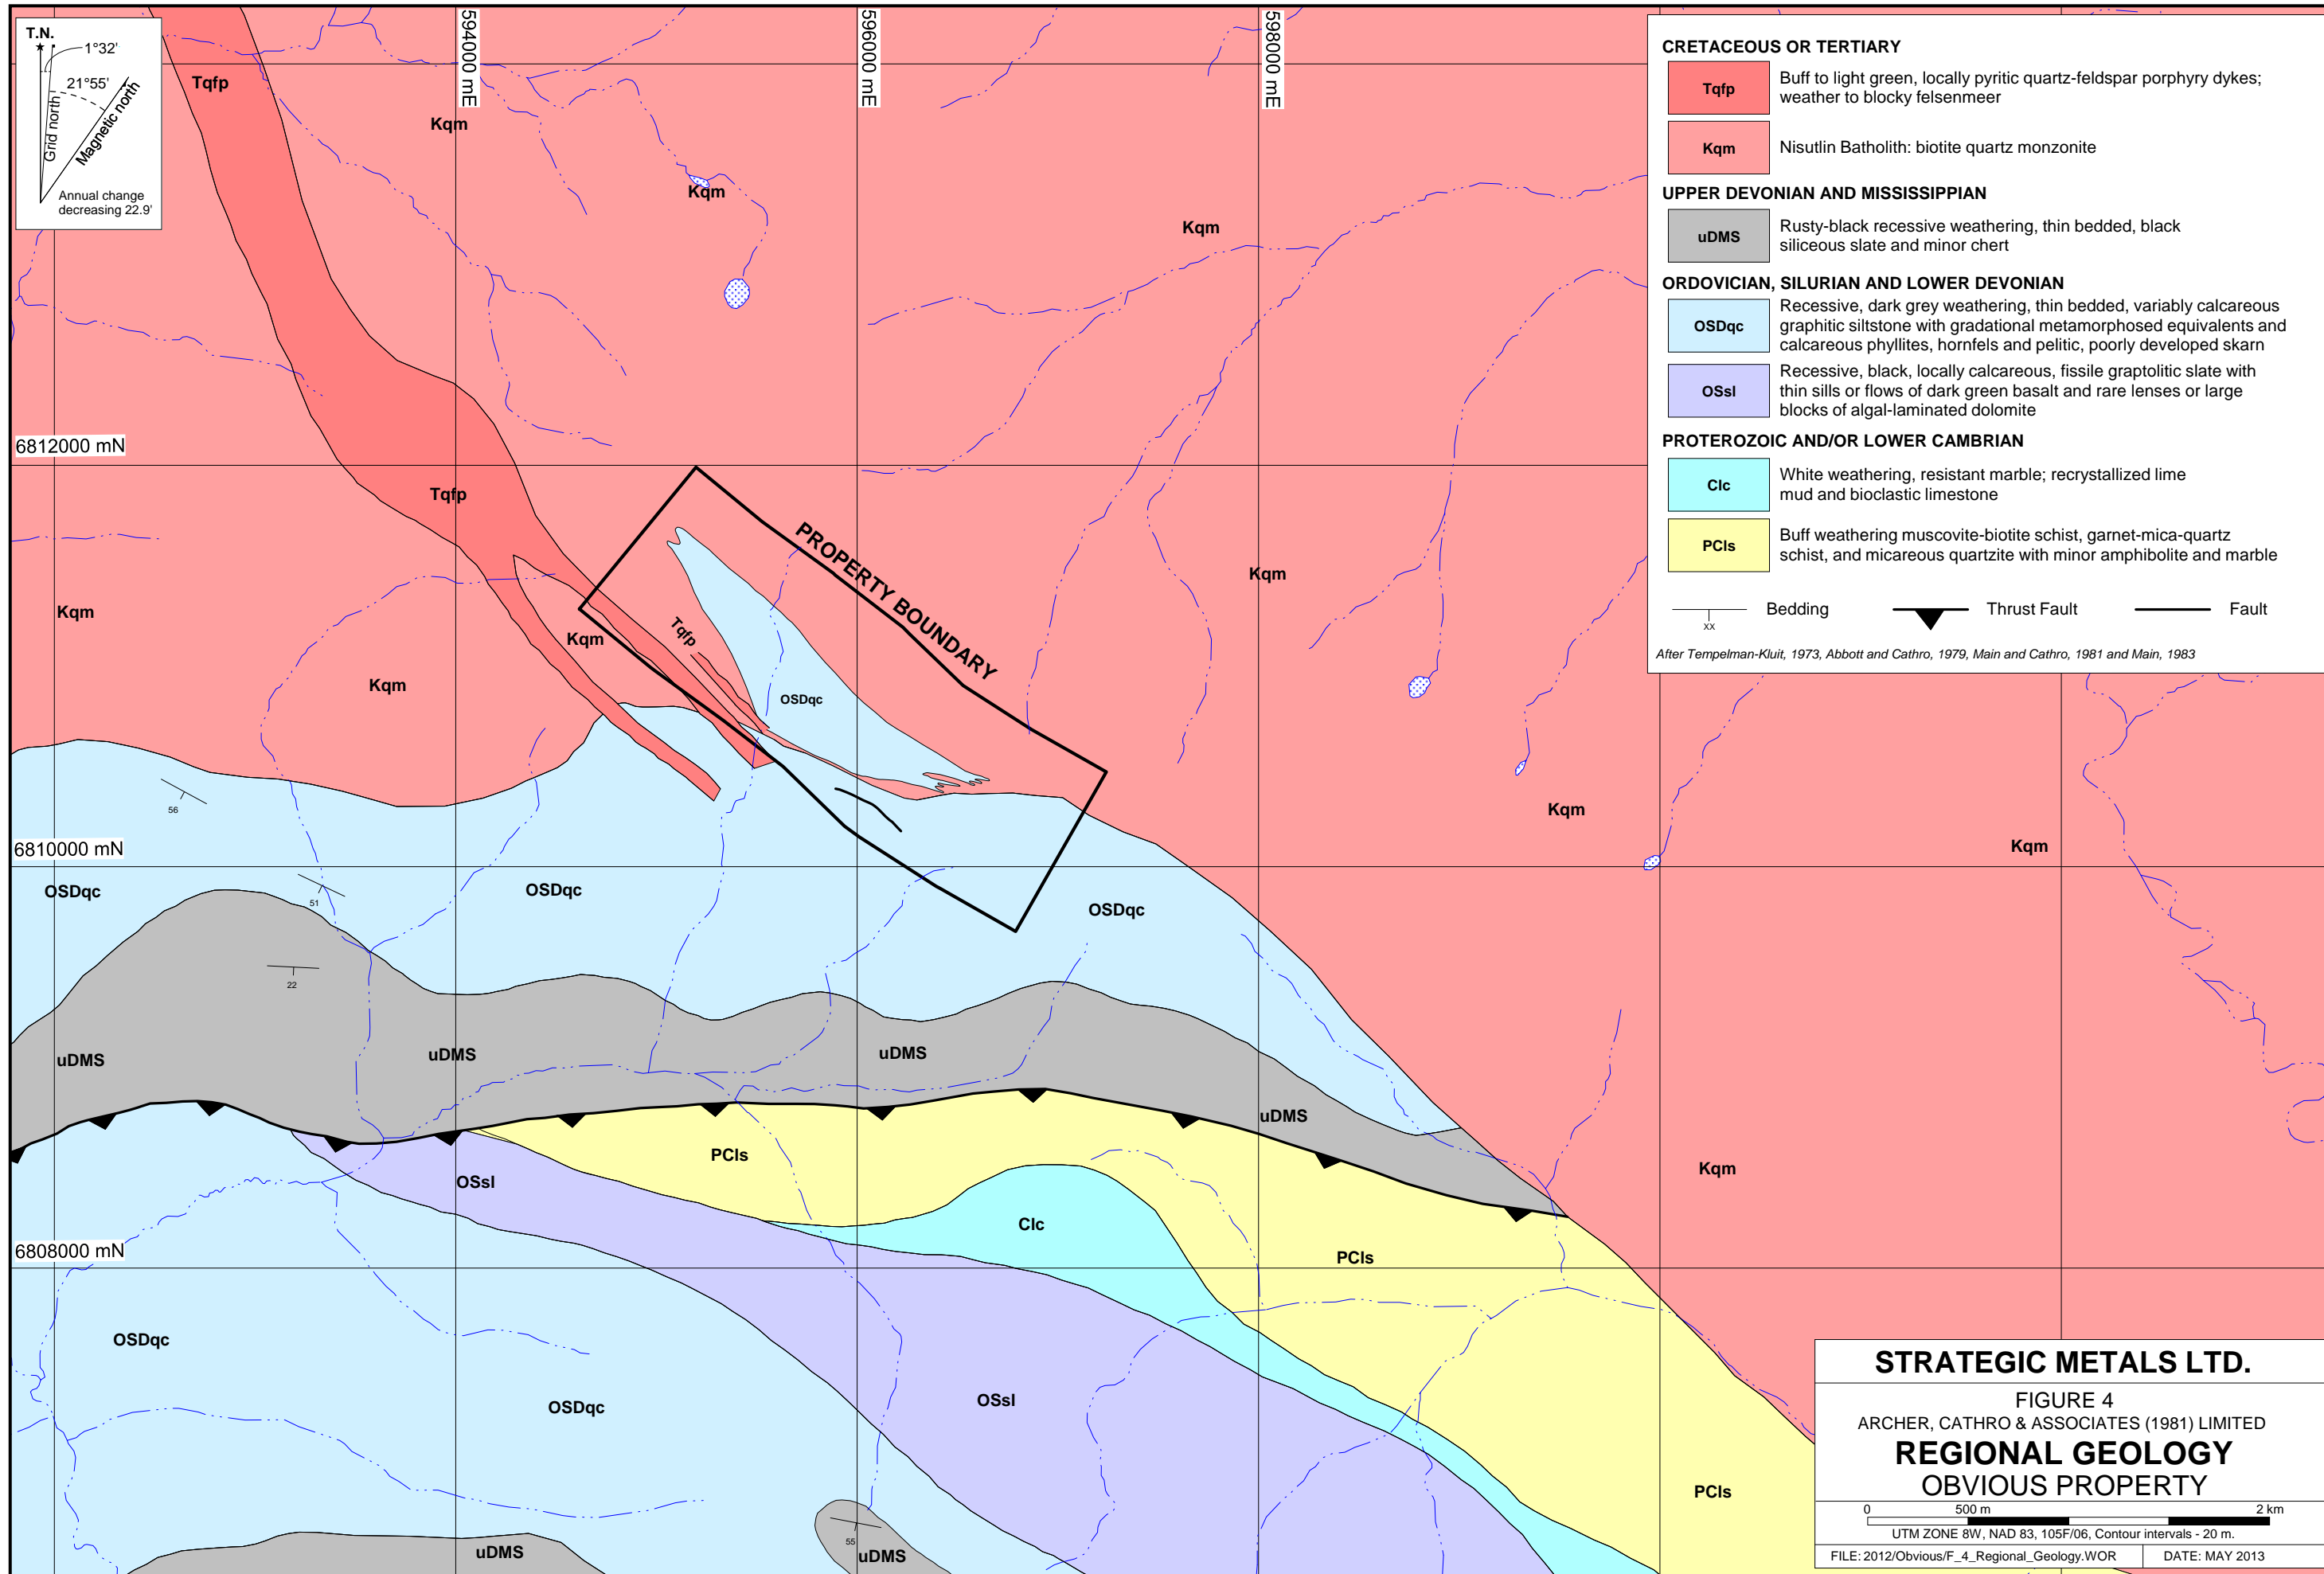 T.N.
1°32'
21°55'
Grid north
Magnetic north
Annual change
decreasing 22.9'
594000 mE
596000 mE
598000 mE
6812000 mN
6810000 mN
6808000 mN
Tqfp
Kqm
Kqm
Kqm
Tqfp
Kqm
Kqm
Kqm
Kqm
Tqfp
PROPERTY BOUNDARY
OSDqc
Kqm
Kqm
Kqm
56
OSDqc
51
OSDqc
OSDqc
22
uDMS
uDMS
uDMS
uDMS
PCls
OSsl
Clc
PCls
Kqm
OSDqc
OSDqc
OSsl
PCls
55
uDMS
uDMS
CRETACEOUS OR TERTIARY
Tqfp
Buff to light green, locally pyritic quartz-feldspar porphyry dykes;
weather to blocky felsenmeer
Kqm
Nisutlin Batholith: biotite quartz monzonite
UPPER DEVONIAN AND MISSISSIPPIAN
uDMS
Rusty-black recessive weathering, thin bedded, black
siliceous slate and minor chert
ORDOVICIAN, SILURIAN AND LOWER DEVONIAN
OSDqc
Recessive, dark grey weathering, thin bedded, variably calcareous
graphitic siltstone with gradational metamorphosed equivalents and
calcareous phyllites, hornfels and pelitic, poorly developed skarn
OSsl
Recessive, black, locally calcareous, fissile graptolitic slate with
thin sills or flows of dark green basalt and rare lenses or large
blocks of algal-laminated dolomite
PROTEROZOIC AND/OR LOWER CAMBRIAN
Clc
White weathering, resistant marble; recrystallized lime
mud and bioclastic limestone
PCls
Buff weathering muscovite-biotite schist, garnet-mica-quartz
schist, and micareous quartzite with minor amphibolite and marble
xx
Bedding
Thrust Fault
Fault
After Tempelman-Kluit, 1973, Abbott and Cathro, 1979, Main and Cathro, 1981 and Main, 1983
STRATEGIC METALS LTD.
FIGURE 4
ARCHER, CATHRO & ASSOCIATES (1981) LIMITED
REGIONAL GEOLOGY
OBVIOUS PROPERTY
0 500 m 2 km
UTM ZONE 8W, NAD 83, 105F/06, Contour intervals - 20 m.
FILE: 2012/Obvious/F_4_Regional_Geology.WOR DATE: MAY 2013